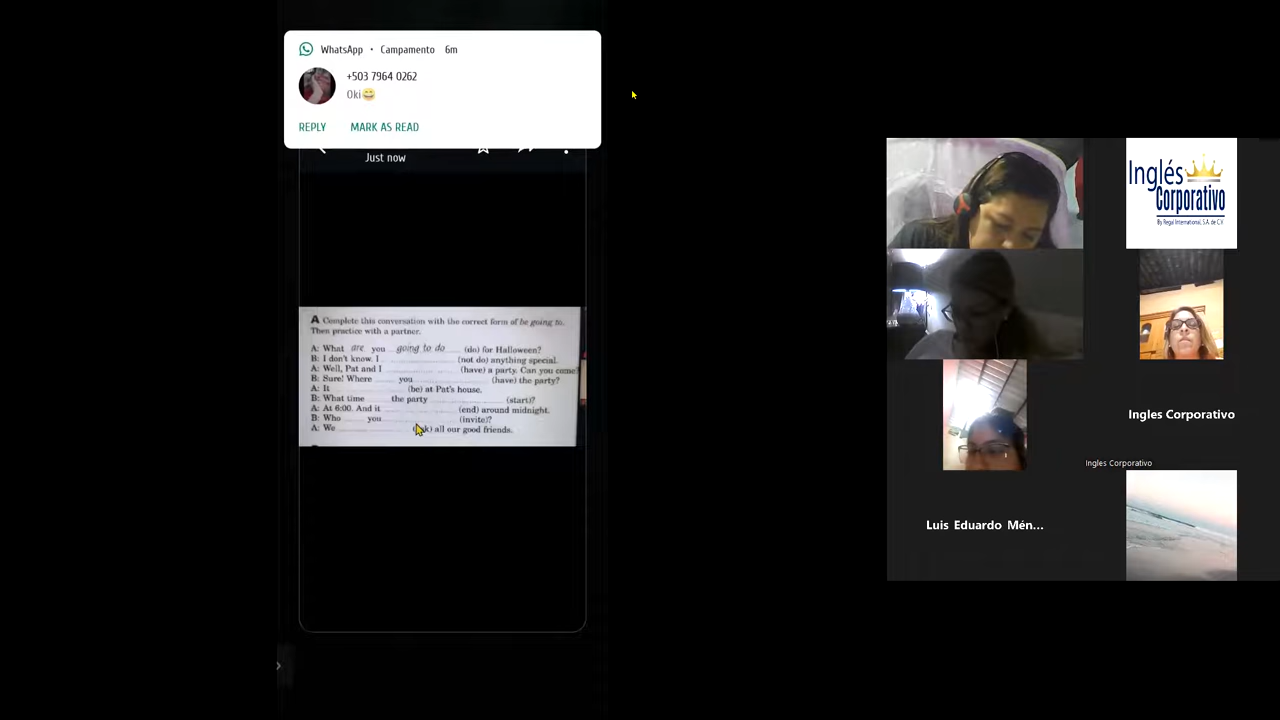 WhatsApp • Campamento 6m
+503 7964 0262
Oki😄
REPLY MARK AS READ
Just now
A Complete this conversation with the correct form of be going to.
Then practice with a partner.
A: What are you going to do (do) for Halloween?
B: I don't know. I (not do) anything special.
A: Well, Pat and I (have) a party. Can you come?
B: Sure! Where you (have) the party?
A: It (be) at Pat's house.
B: What time the party (start)?
A: At 6:00. And it (end) around midnight.
B: Who you (invite)?
A: We all our good friends.
Inglés
Corporativo
By Regal International, S.A. de C.V.
Ingles Corporativo
Ingles Corporativo
Luis Eduardo Mén...